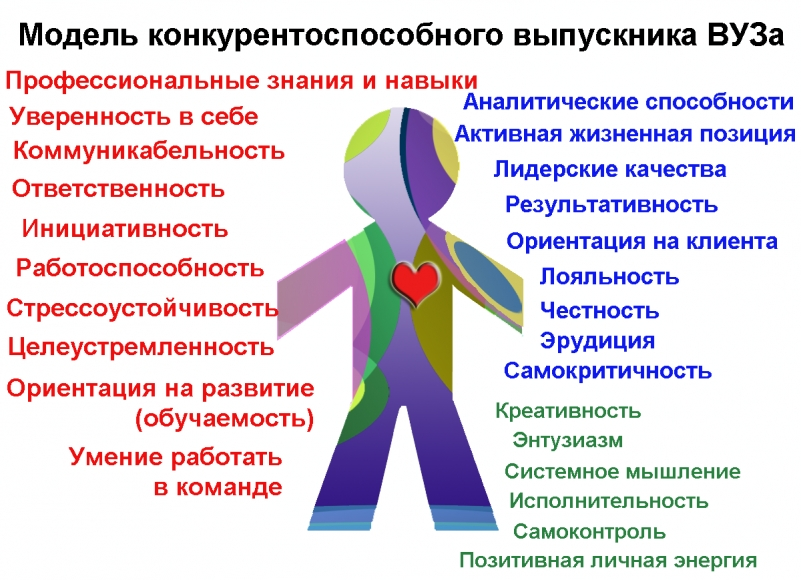 Модель конкурентоспособного выпускника ВУЗа
Профессиональные знания и навыки
Уверенность в себе
Коммуникабельность
Ответственность
Инициативность
Работоспособность
Стрессоустойчивость
Целеустремленность
Ориентация на развитие
(обучаемость)
Умение работать
в команде
Аналитические способности
Активная жизненная позиция
Лидерские качества
Результативность
Ориентация на клиента
Лояльность
Честность
Эрудиция
Самокритичность
Креативность
Энтузиазм
Системное мышление
Исполнительность
Самоконтроль
Позитивная личная энергия